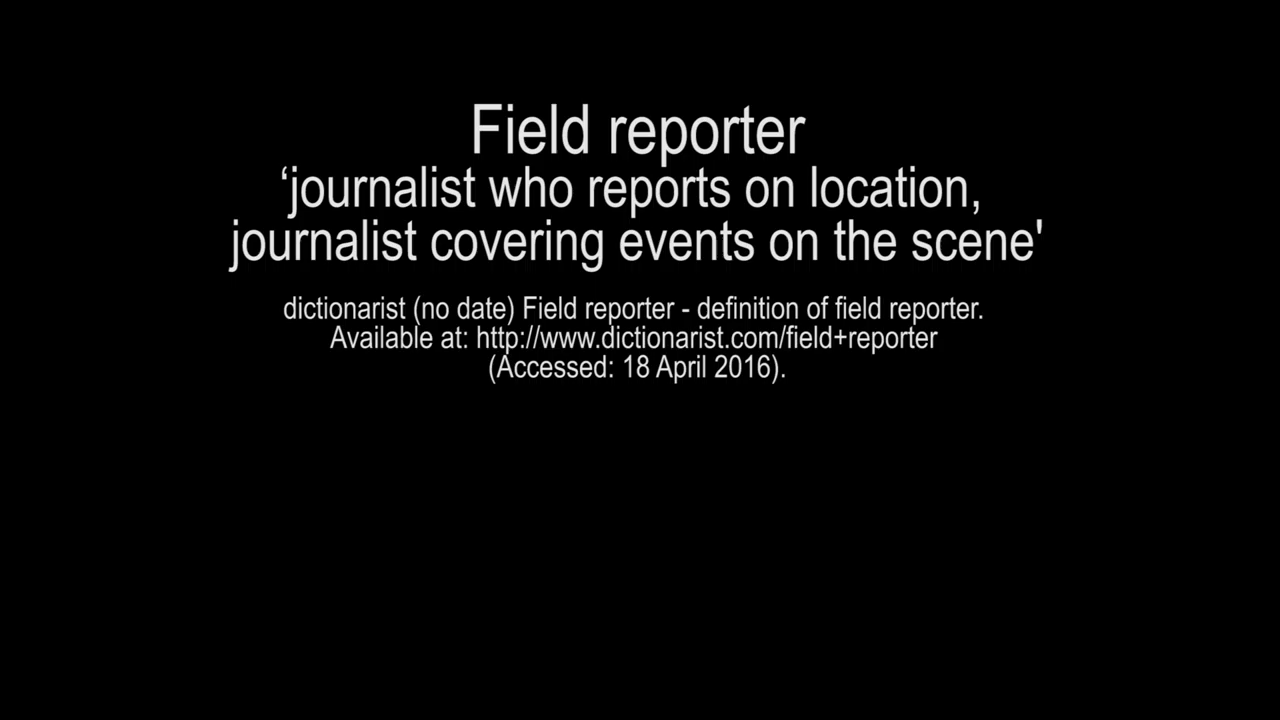 Field reporter
‘journalist who reports on location,
journalist covering events on the scene'
dictionarist (no date) Field reporter - definition of field reporter.
Available at: http://www.dictionarist.com/field+reporter
(Accessed: 18 April 2016).